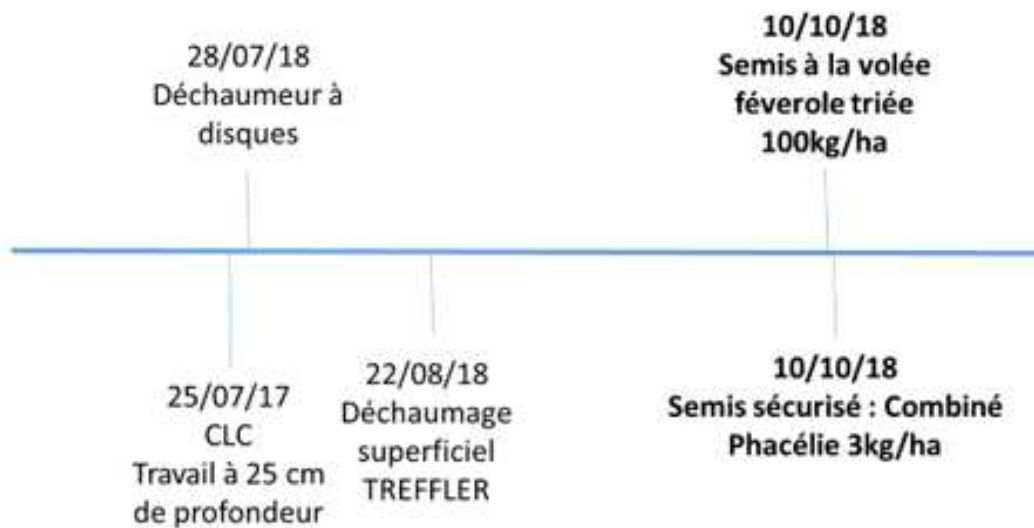 28/07/18
Déchaumeur à
disques
10/10/18
Semis à la volée
féverole triée
100kg/ha
25/07/17
CLC
Travail à 25 cm
de profondeur
22/08/18
Déchaumage
superficiel
TREFFLER
10/10/18
Semis sécurisé : Combiné
Phacélie 3kg/ha